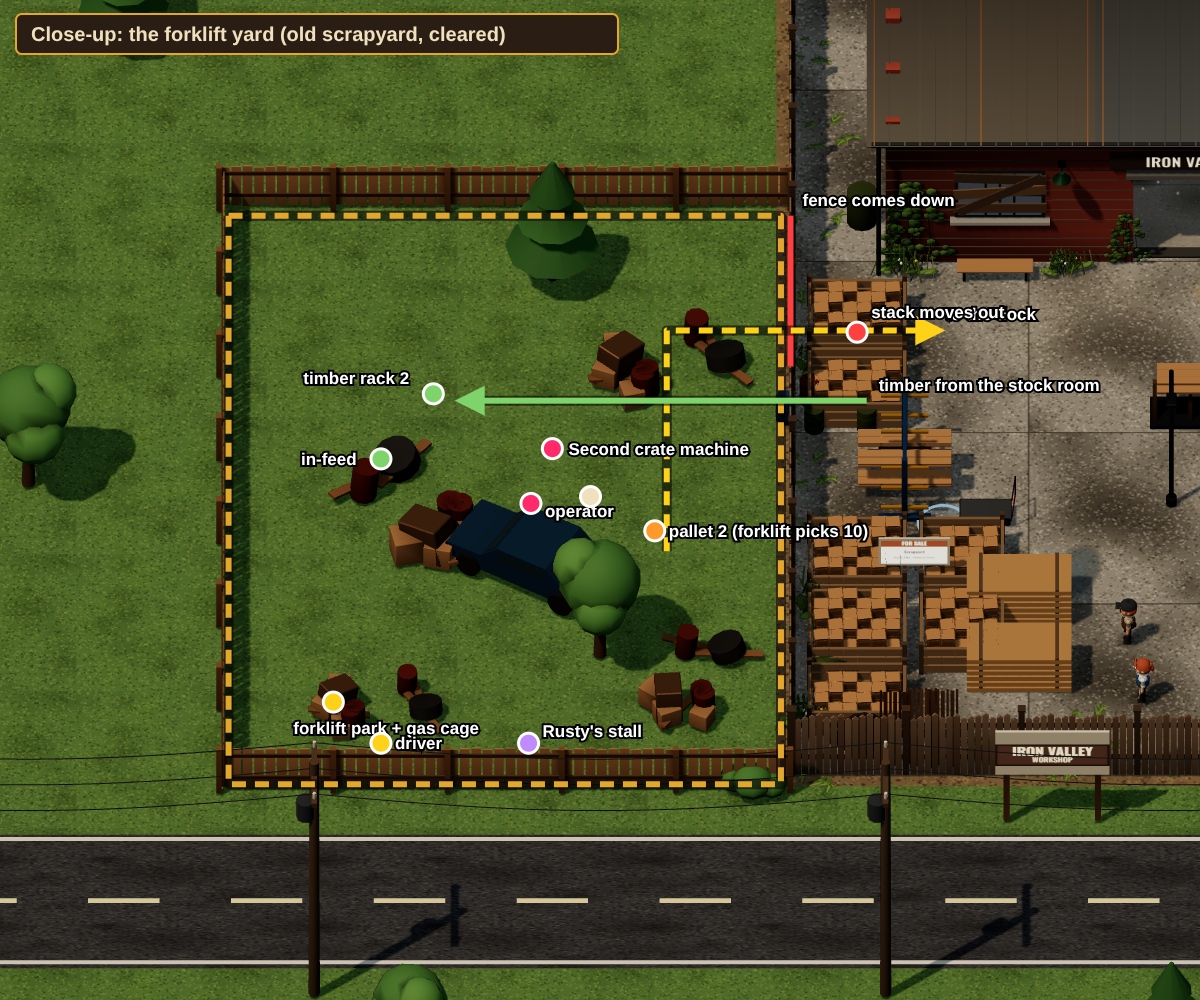 Close-up: the forklift yard (old scrapyard, cleared)
IRON VA
fence comes down
stack moves out
ock
timber rack 2
timber from the stock room
in-feed
Second crate machine
operator
pallet 2 (forklift picks 10)
FOR SALE
forklift park + gas cage
driver
Rusty's stall
IRON VALLEY
WORKSHOP